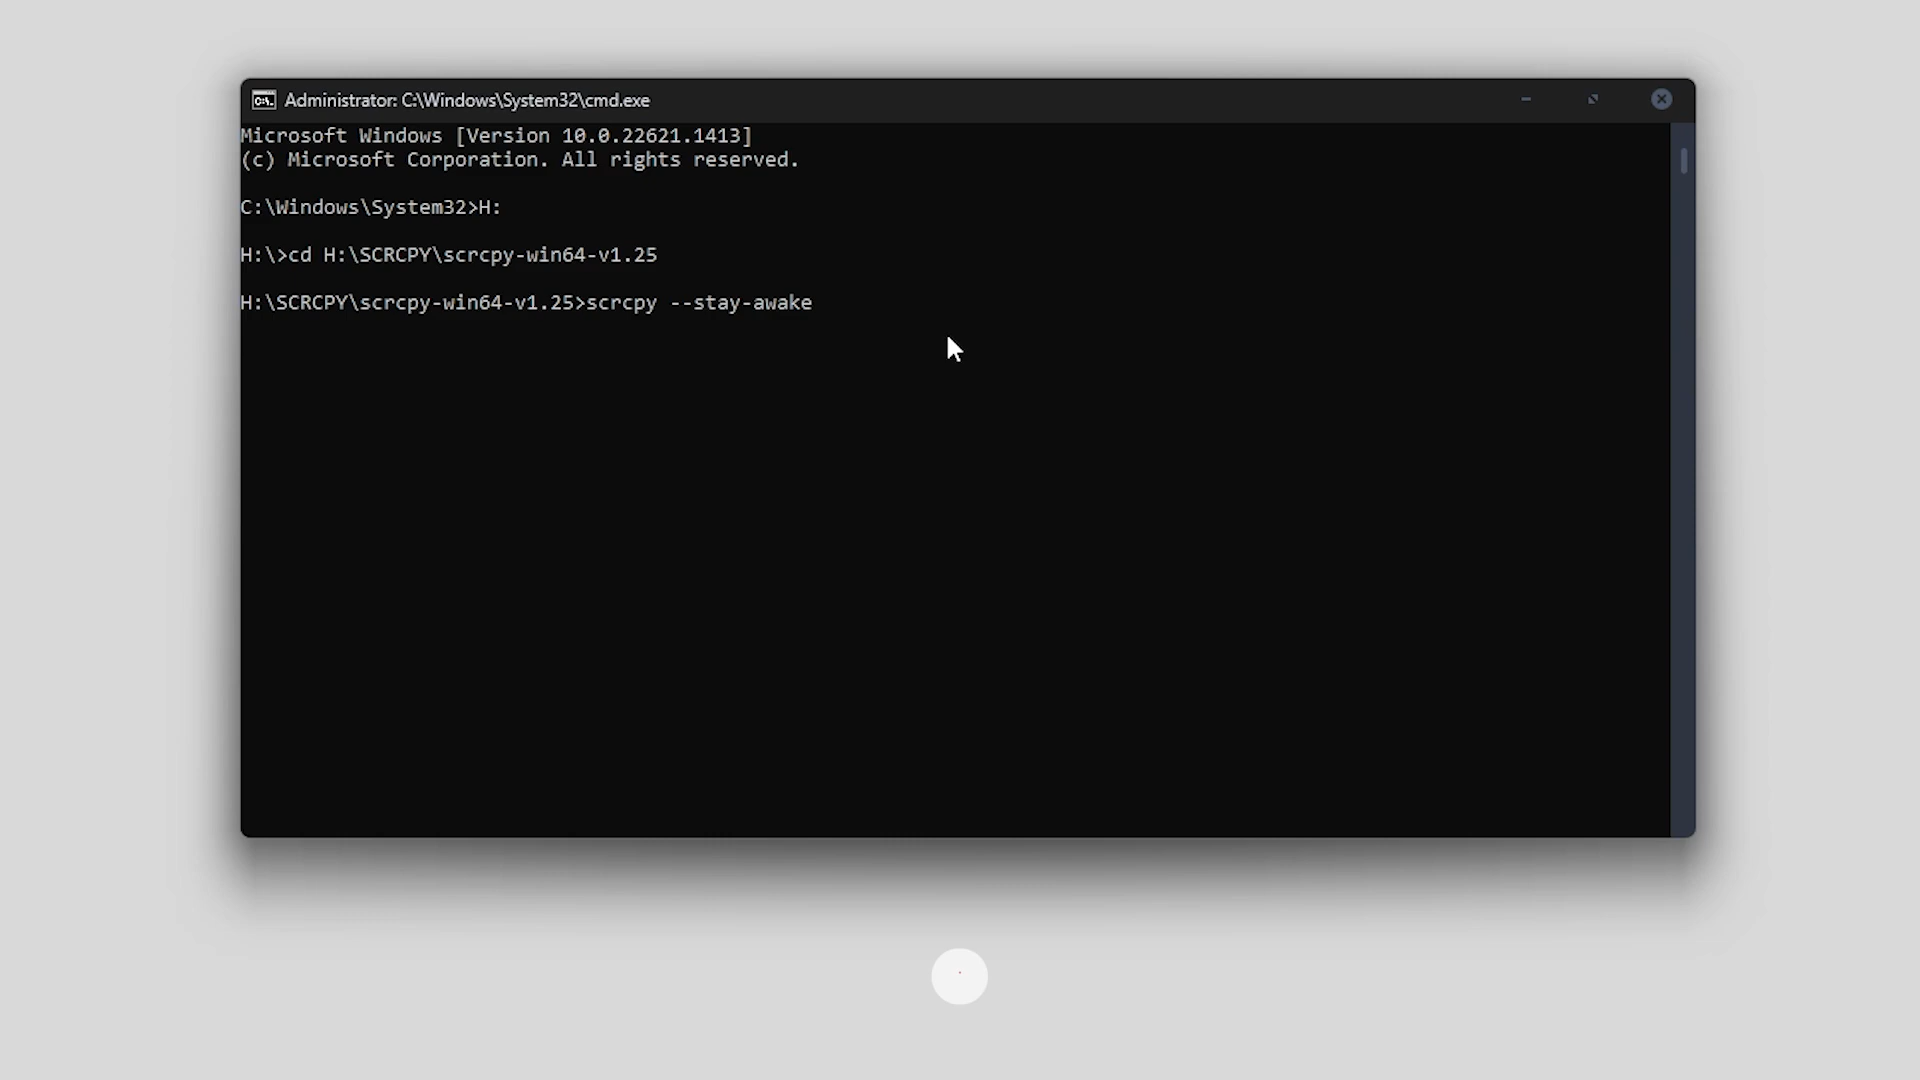 Administrator: C:\Windows\System32\cmd.exe
Microsoft Windows [Version 10.0.22621.1413]
(c) Microsoft Corporation. All rights reserved.
C:\Windows\System32>H:
H:\>cd H:\SCRCPY\scrcpy-win64-v1.25
H:\SCRCPY\scrcpy-win64-v1.25>scrcpy --stay-awake